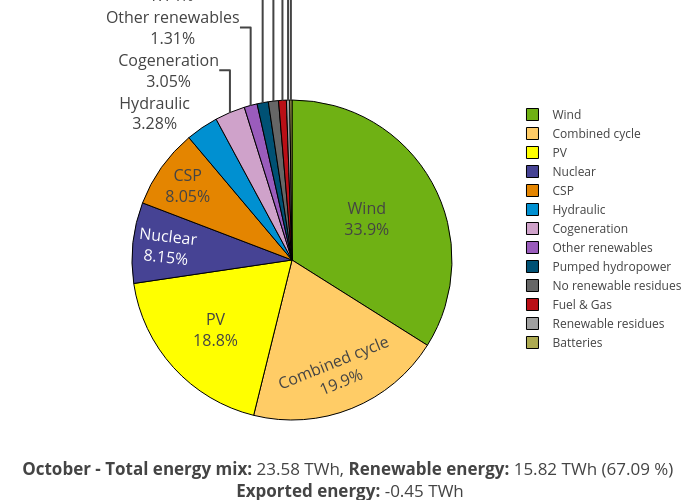 Other renewables
1.31%
Cogeneration
3.05%
Hydraulic
3.28%
CSP
8.05%
Nuclear
8.15%
PV
18.8%
Combined cycle
19.9%
Wind
33.9%
Wind
Combined cycle
PV
Nuclear
CSP
Hydraulic
Cogeneration
Other renewables
Pumped hydropower
No renewable residues
Fuel & Gas
Renewable residues
Batteries
October - Total energy mix: 23.58 TWh, Renewable energy: 15.82 TWh (67.09 %)
Exported energy: -0.45 TWh